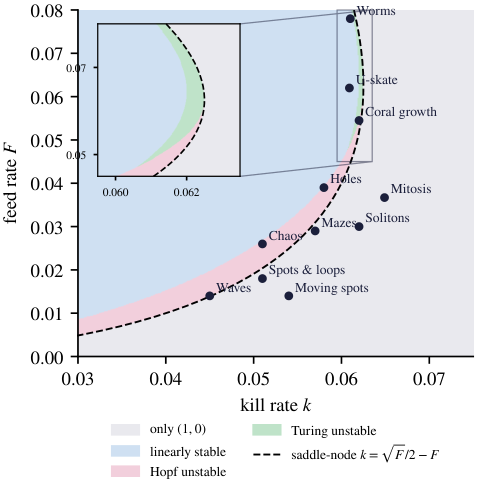 0.08
0.07
0.06
0.05
0.04
0.03
0.02
0.01
0.00
feed rate F
0.03
0.04
0.05
0.06
0.07
kill rate k
0.07
0.05
0.060
0.062
Worms
U-skate
Coral growth
Holes
Mitosis
Solitons
Mazes
Chaos
Spots & loops
Waves
Moving spots
only (1, 0)
linearly stable
Hopf unstable
Turing unstable
saddle-node k = √F/2 − F